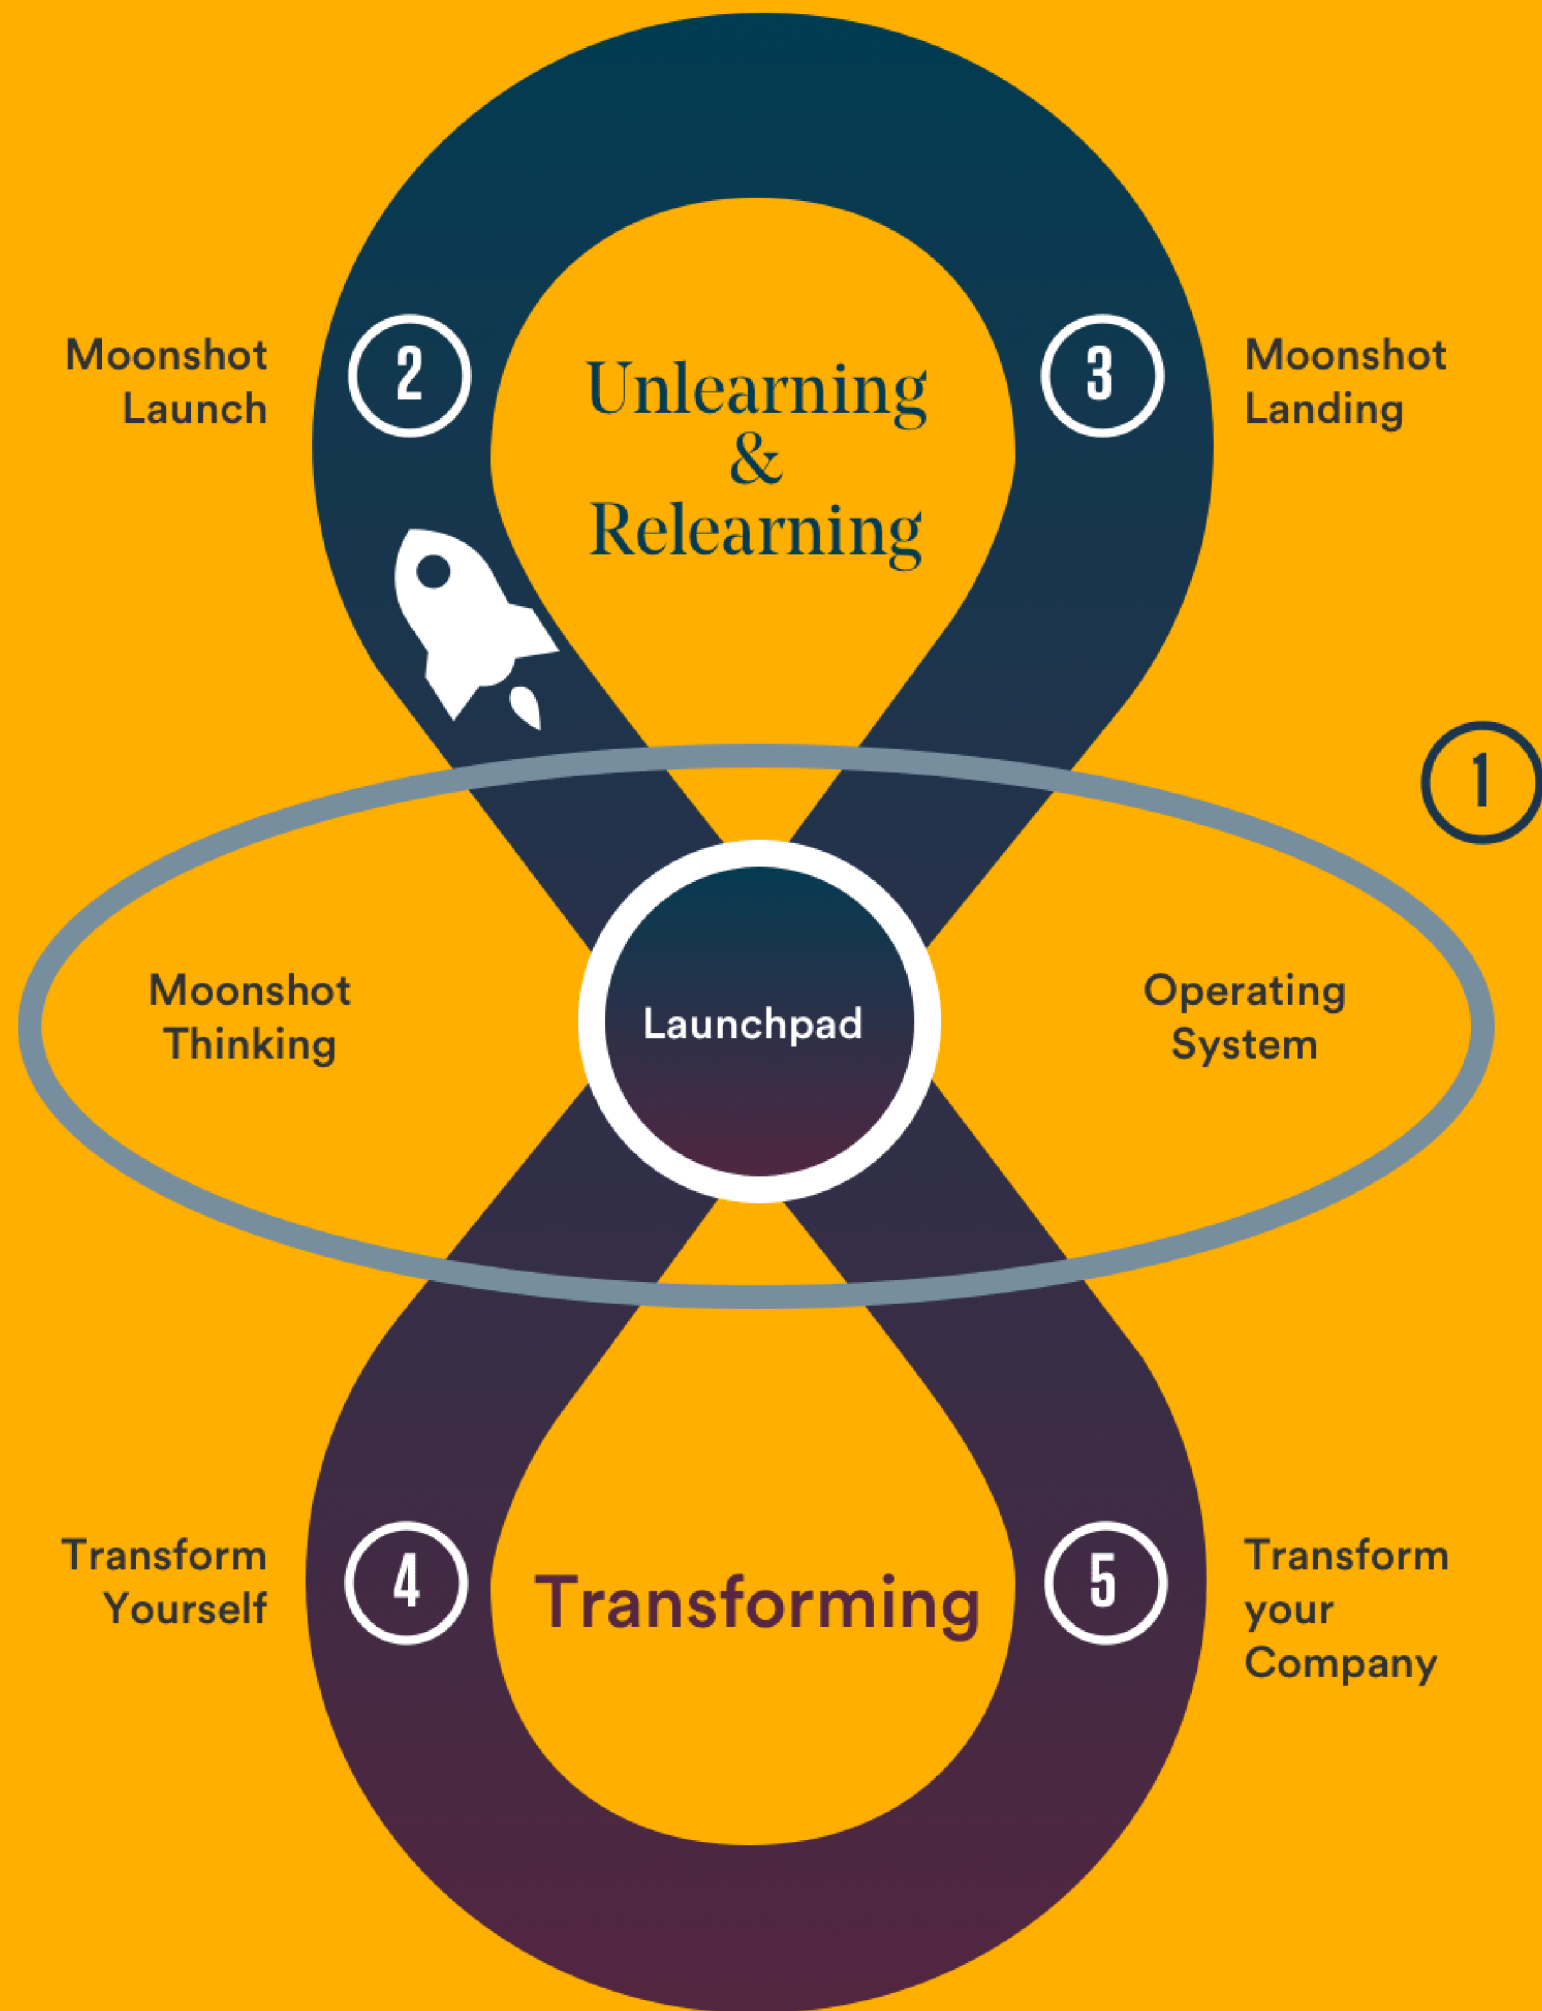 Moonshot
Launch
2
Unlearning
&
Relearning
3
Moonshot
Landing
1
Moonshot
Thinking
Launchpad
Operating
System
Transform
Yourself
4
Transforming
5
Transform
your
Company